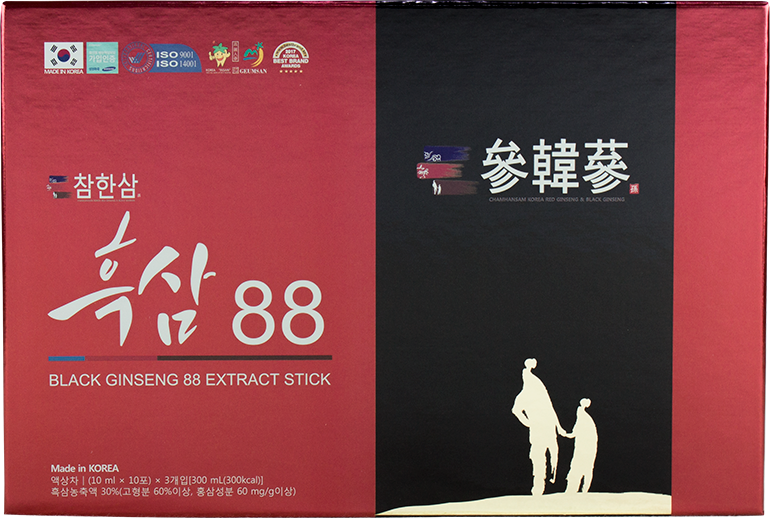 MADE IN KOREA
ISO 9001
ISO 14001
GEUMSAN
2017
KOREA
BEST BRAND
AWARDS
참한삼
흑삼 88
BLACK GINSENG 88 EXTRACT STICK
Made in KOREA
액상차 | (10 ml × 10포) × 3개입[300 mL(300kcal)]
흑삼농축액 30%(고형분 60%이상, 홍삼성분 60 mg/g이상)
參韓蔘
CHAMHANSAM KOREA RED GINSENG & BLACK GINSENG